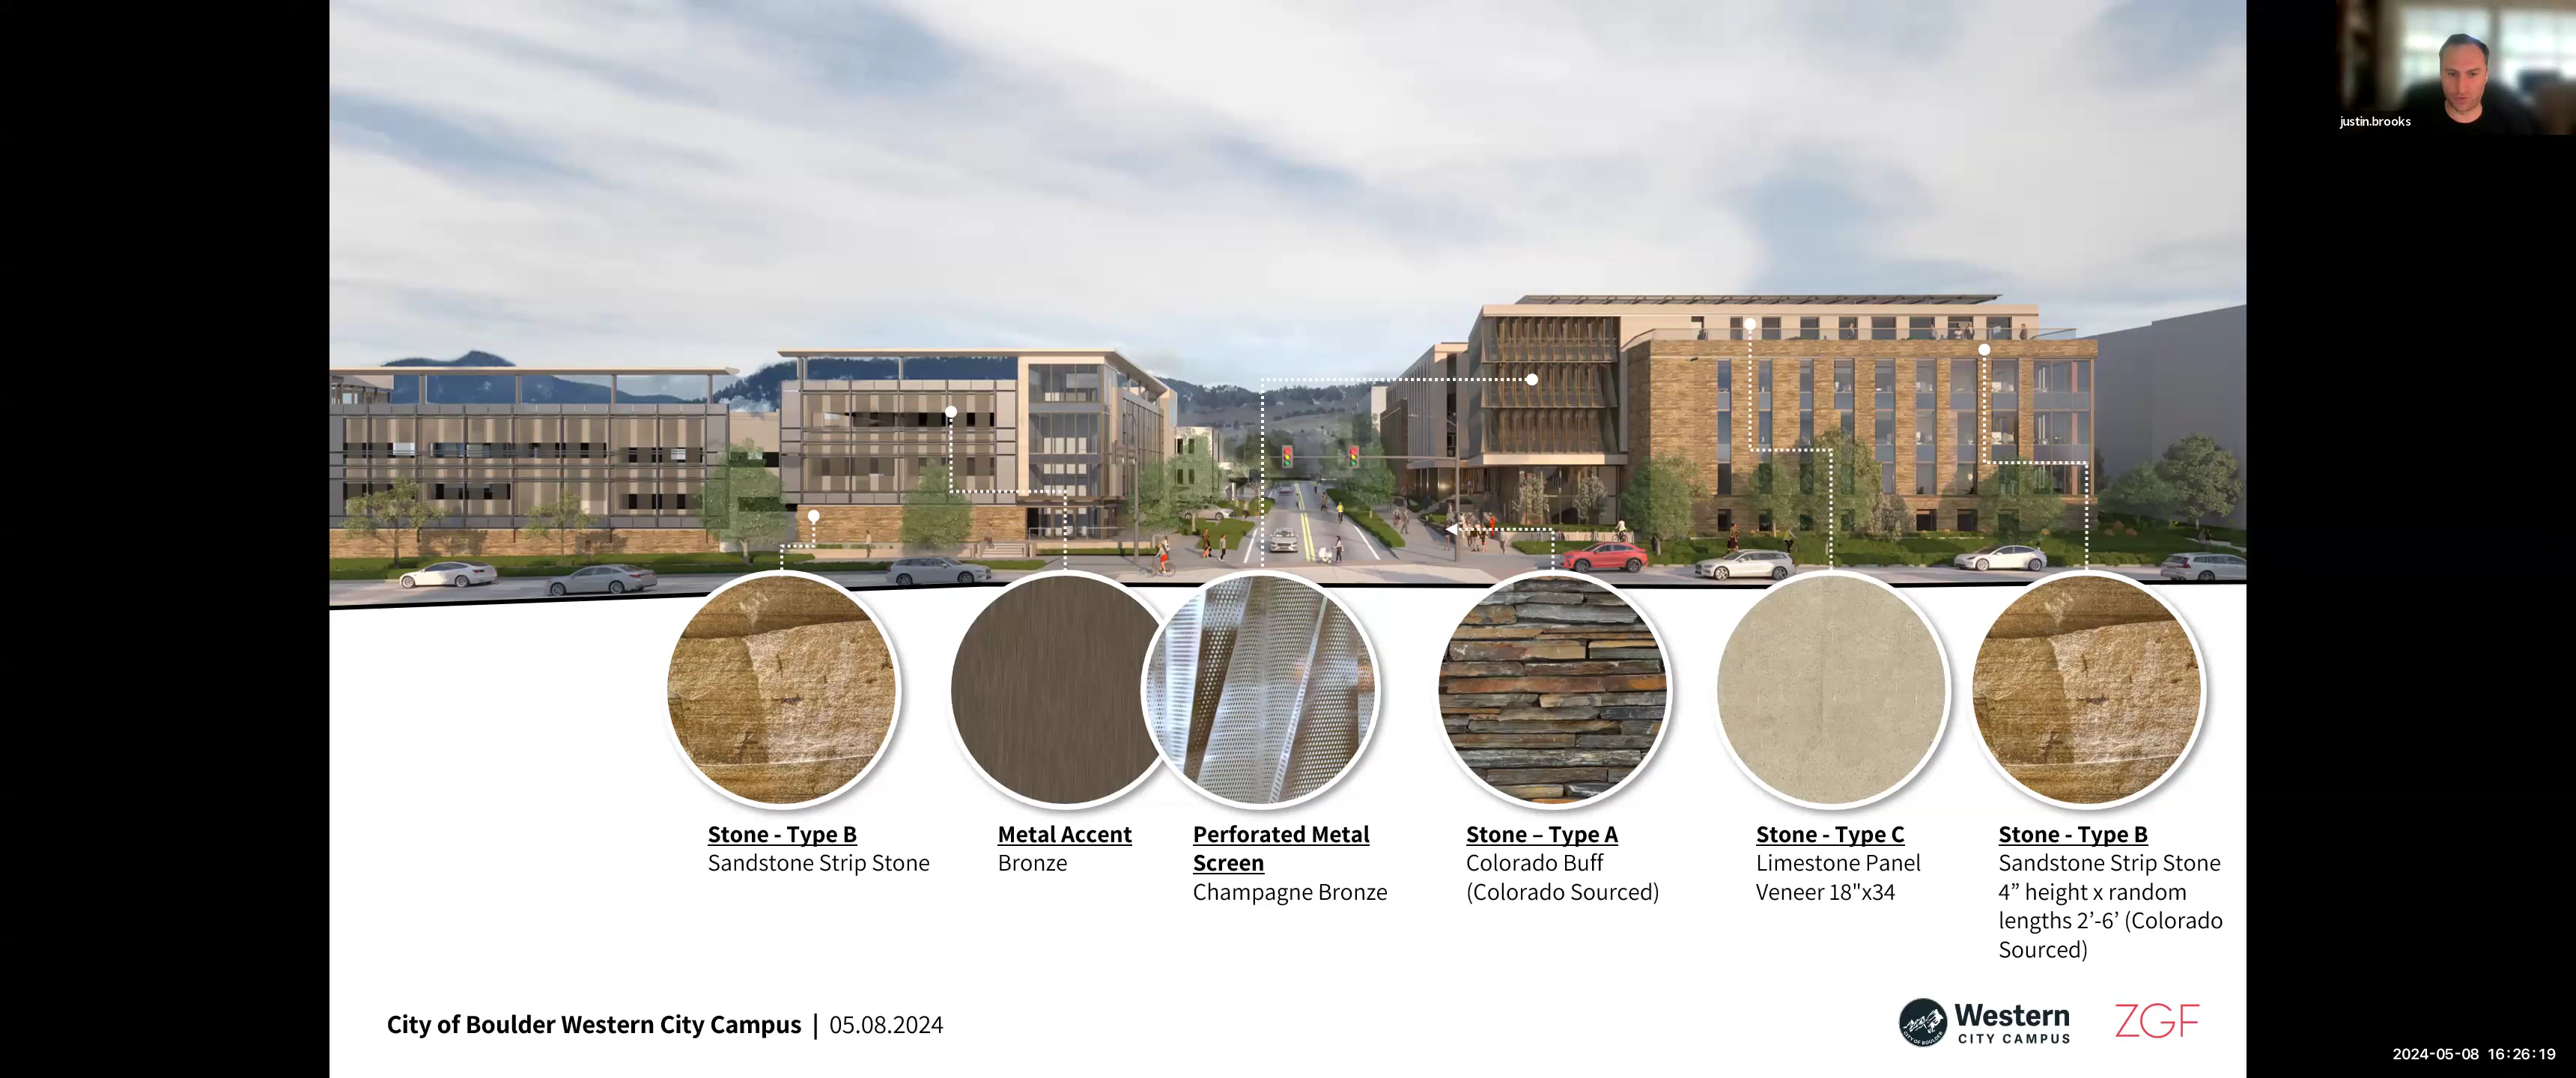 justin.brooks
Stone - Type B
Sandstone Strip Stone
Metal Accent
Bronze
Perforated Metal
Screen
Champagne Bronze
Stone – Type A
Colorado Buff
(Colorado Sourced)
Stone - Type C
Limestone Panel
Veneer 18"x34
Stone - Type B
Sandstone Strip Stone
4” height x random
lengths 2’-6’ (Colorado
Sourced)
City of Boulder Western City Campus | 05.08.2024
Western
CITY CAMPUS
ZGF
2024-05-08 16:26:19